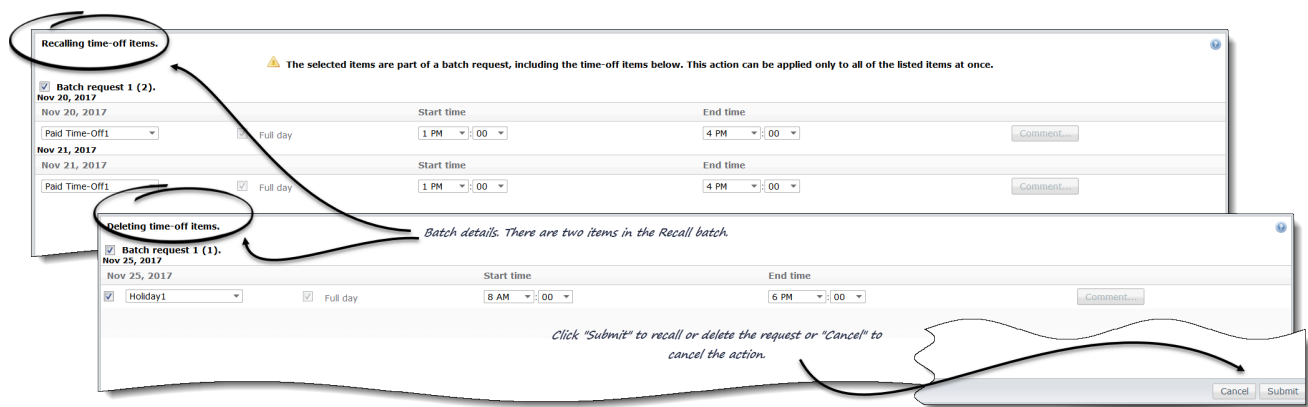 Recalling time-off items.
The selected items are part of a batch request, including the time-off items below. This action can be applied only to all of the listed items at once.
Batch request 1 (2).
Nov 20, 2017
Nov 20, 2017 Start time End time
Paid Time-Off1 Full day 1 PM : 00 4 PM : 00 Comment...
Nov 21, 2017
Nov 21, 2017 Start time End time
Paid Time-Off1 Full day 1 PM : 00 4 PM : 00 Comment...
Deleting time-off items.
Batch details. There are two items in the Recall batch.
Batch request 1 (1).
Nov 25, 2017
Nov 25, 2017 Start time End time
Holiday1 Full day 8 AM : 00 6 PM : 00 Comment...
Click "Submit" to recall or delete the request or "Cancel" to
cancel the action.
Cancel Submit